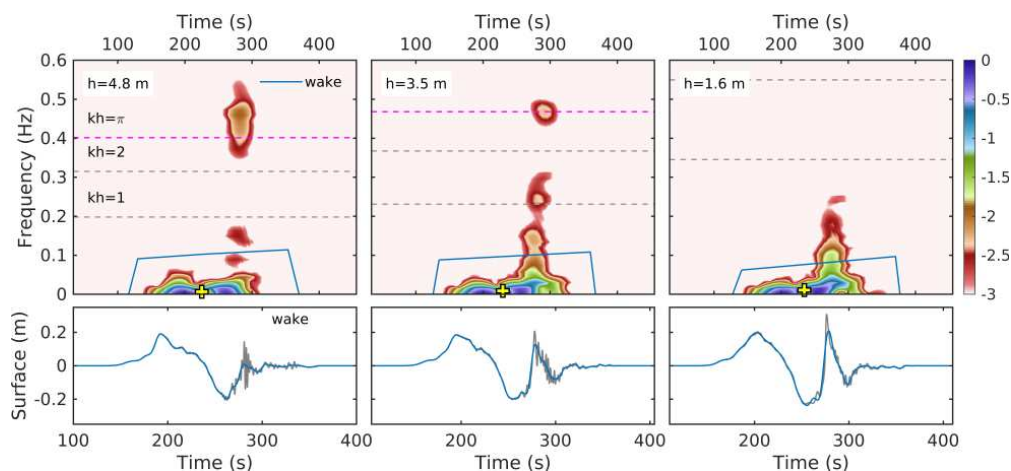 Time (s) Time (s) Time (s)
100 200 300 400 100 200 300 400 100 200 300 400
0.6 h=4.8 m wake h=3.5 m h=1.6 m 0
0.5 -0.5
kh=π
0.4 -1
kh=2
0.3 -1.5
kh=1
0.2 -2
0.1 -2.5
0 -3
Frequency (Hz)
wake
0.2
0
-0.2
Surface (m)
100 200 300 400 200 300 400 200 300 400
Time (s) Time (s) Time (s)